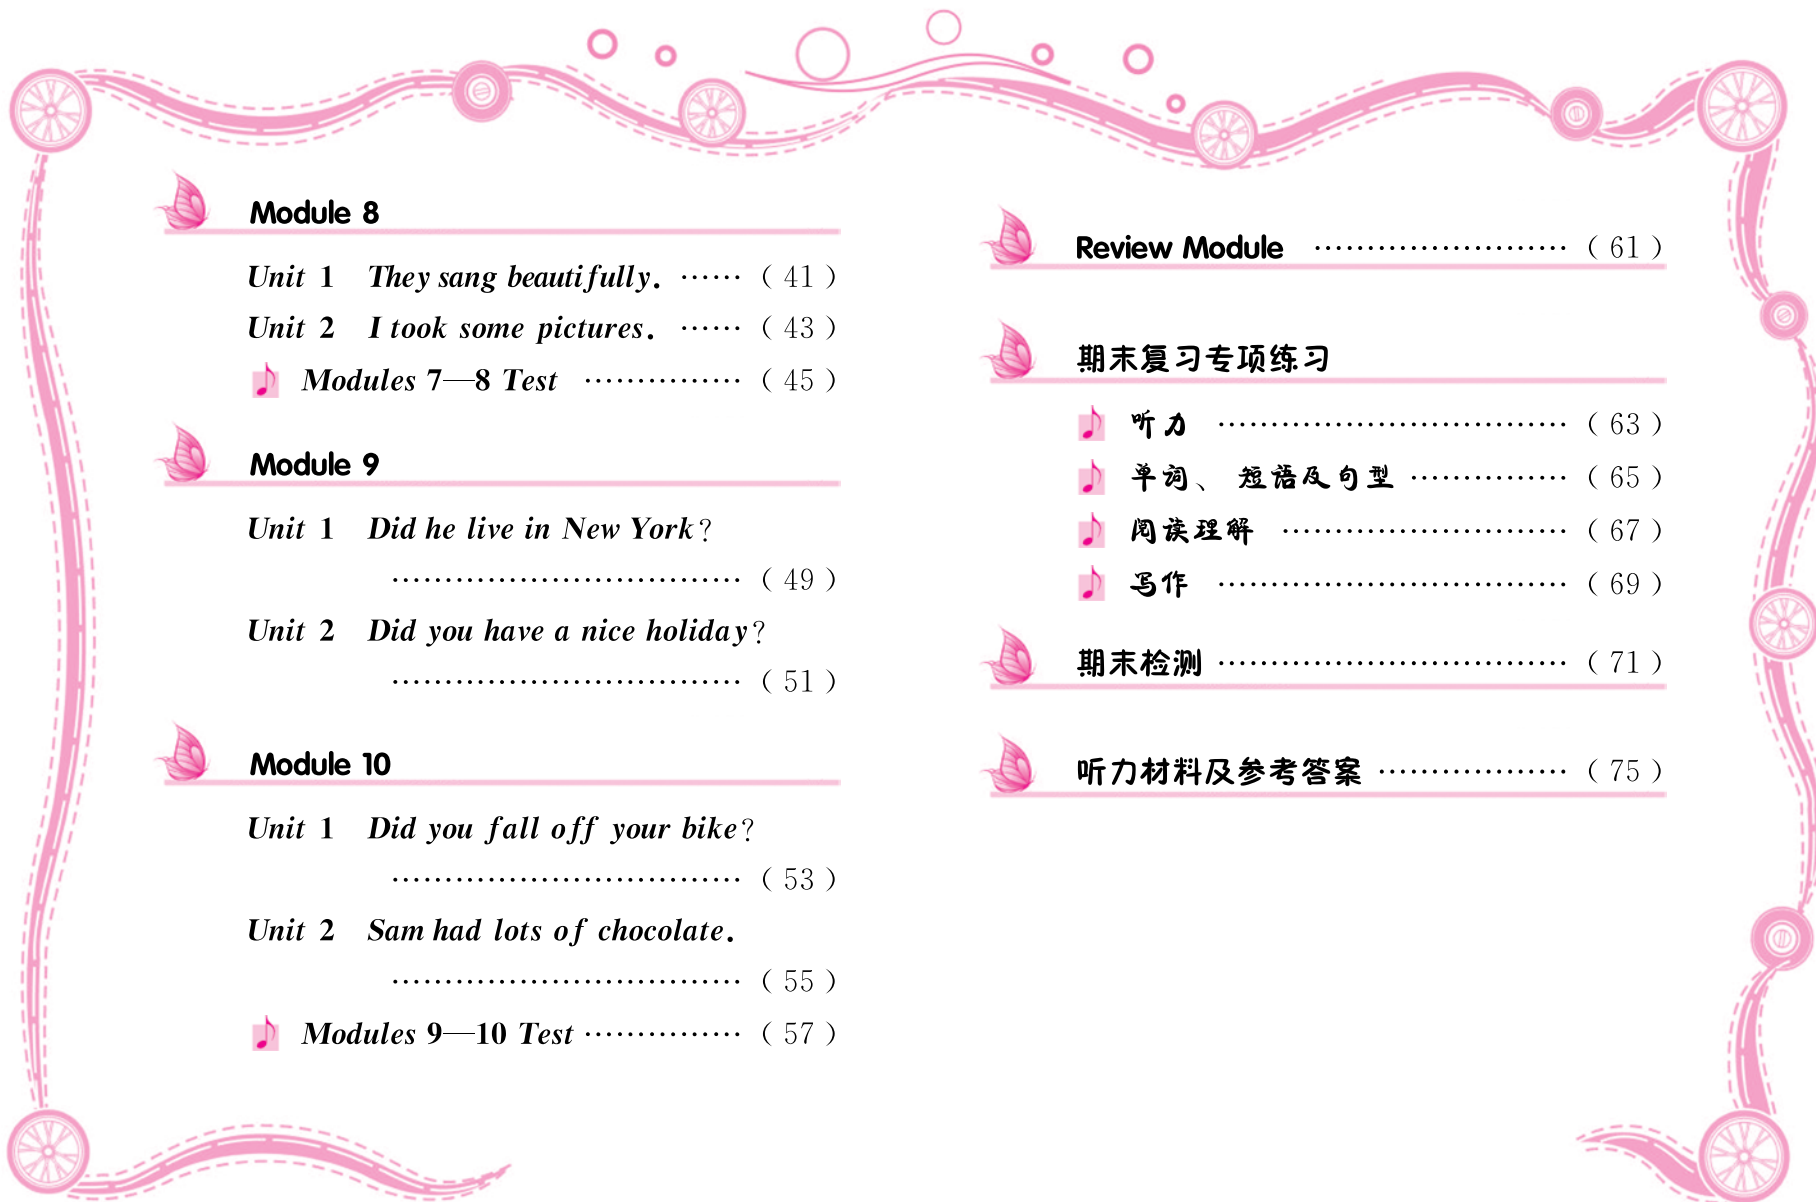 Module 8
Unit 1 They sang beautifully. …… (41)
Unit 2 I took some pictures. …… (43)
Modules 7—8 Test …………… (45)
Module 9
Unit 1 Did he live in New York?
…………………………… (49)
Unit 2 Did you have a nice holiday?
…………………………… (51)
Module 10
Unit 1 Did you fall off your bike?
…………………………… (53)
Unit 2 Sam had lots of chocolate.
…………………………… (55)
Modules 9—10 Test …………… (57)
Review Module …………………… (61)
期末复习专项练习
听力 …………………………… (63)
单词、短语及句型 …………… (65)
阅读理解 ……………………… (67)
写作 …………………………… (69)
期末检测 …………………………… (71)
听力材料及参考答案 ……………… (75)